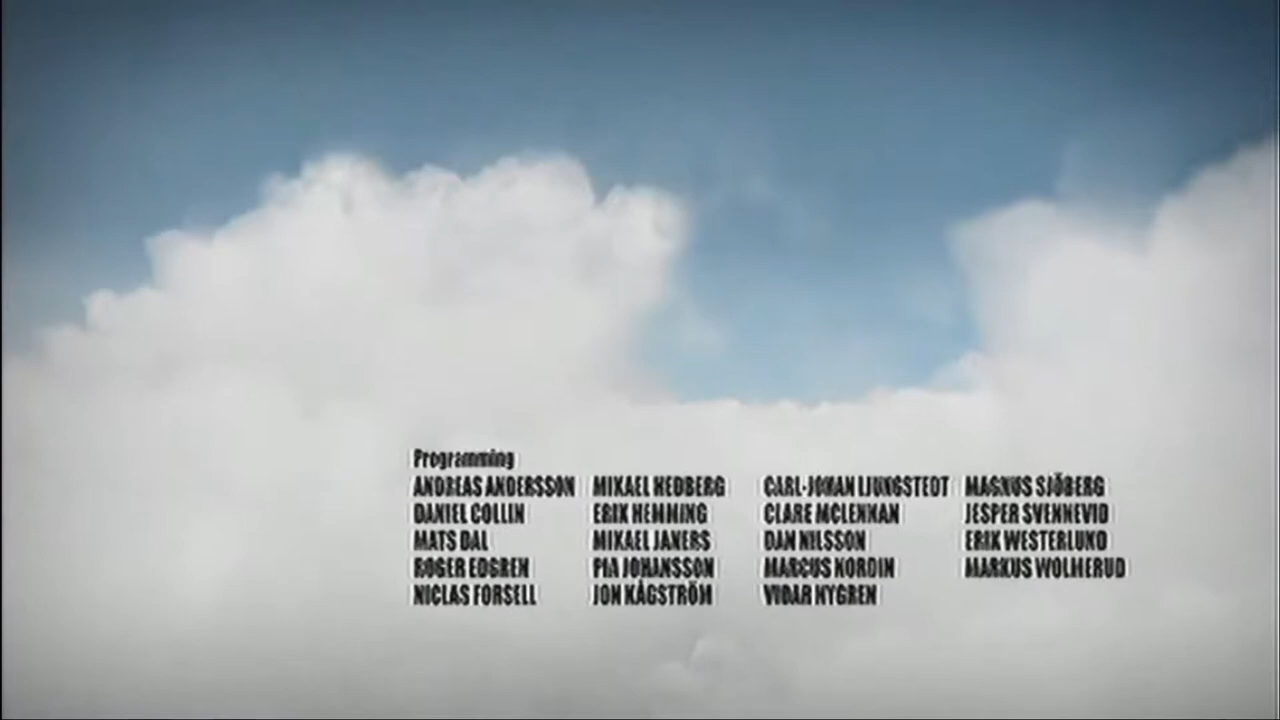 Programming
ANDREAS ANDERSSON MIKAEL HEDBERG CARL-JOHAN LJUNGSTEDT MAGNUS SJÖBERG
DANIEL COLLIN ERIK HEMMING CLARE MCLENNAN JESPER SVENNEVID
MATS DAL MIKAEL JANERS DAN NILSSON ERIK WESTERLUND
ROGER EDGREN PIA JOHANSSON MARCUS NORDIN MARKUS WOLHERUD
NICLAS FORSELL JON KÅGSTRÖM VIDAR NYGREN